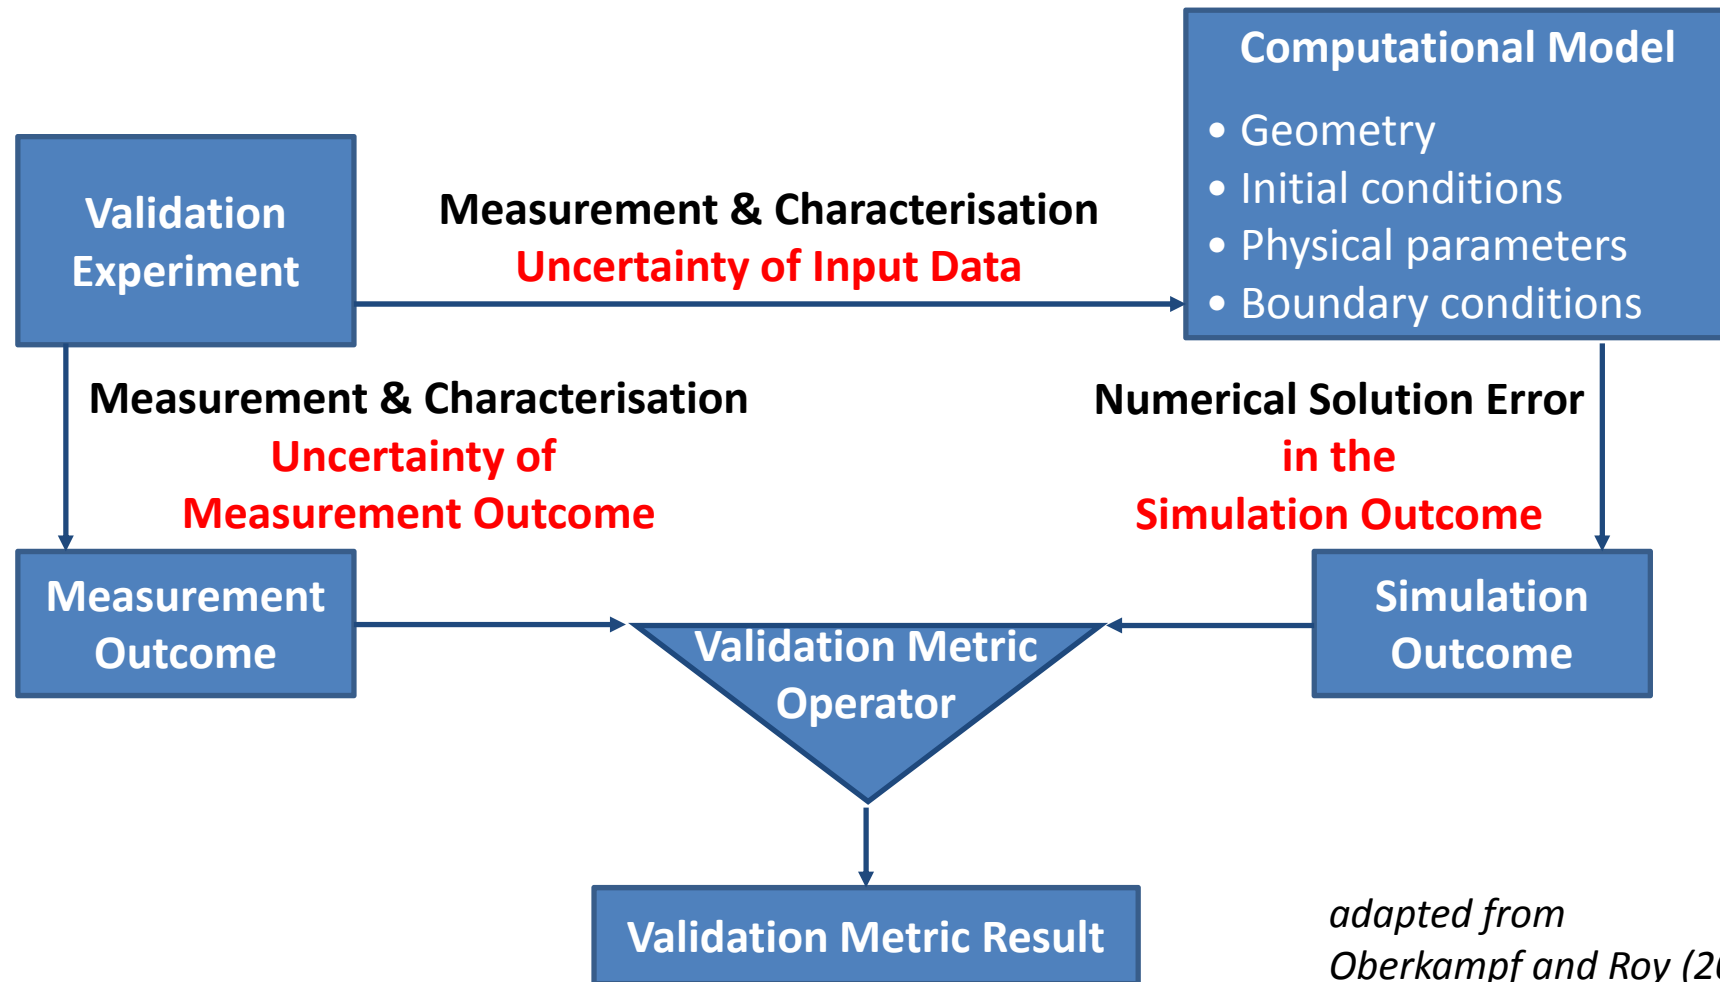 Computational Model
• Geometry
• Initial conditions
• Physical parameters
• Boundary conditions
Validation
Experiment
Measurement & Characterisation
Uncertainty of Input Data
Measurement & Characterisation
Uncertainty of
Measurement Outcome
Numerical Solution Error
in the
Simulation Outcome
Measurement
Outcome
Validation Metric
Operator
Simulation
Outcome
Validation Metric Result
adapted from
Oberkampf and Roy